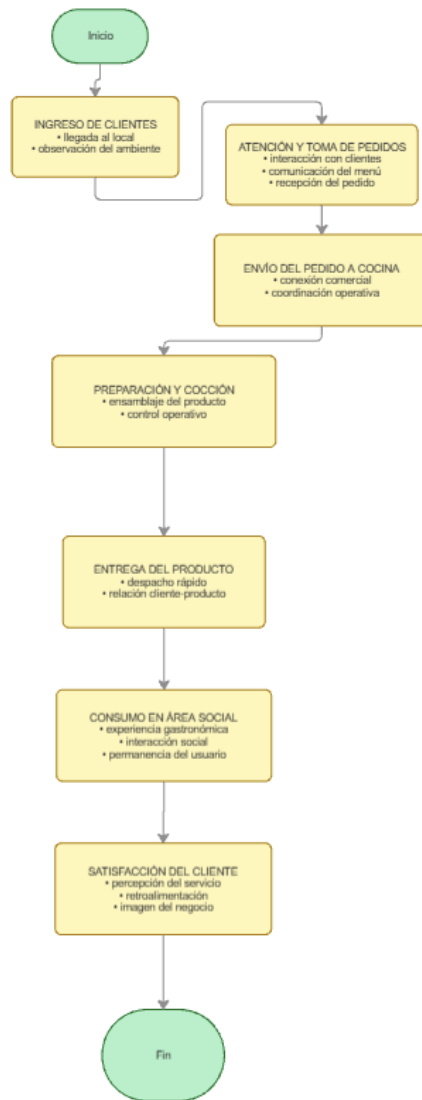 Inicio
INGRESO DE CLIENTES
• llegada al local
• observación del ambiente
ATENCIÓN Y TOMA DE PEDIDOS
• interacción con clientes
• comunicación del menú
• recepción del pedido
ENVÍO DEL PEDIDO A COCINA
• conexión comercial
• coordinación operativa
PREPARACIÓN Y COCCIÓN
• ensamblaje del producto
• control operativo
ENTREGA DEL PRODUCTO
• despacho rápido
• relación cliente-producto
CONSUMO EN ÁREA SOCIAL
• experiencia gastronómica
• interacción social
• permanencia del usuario
SATISFACCIÓN DEL CLIENTE
• percepción del servicio
• retroalimentación
• imagen del negocio
Fin